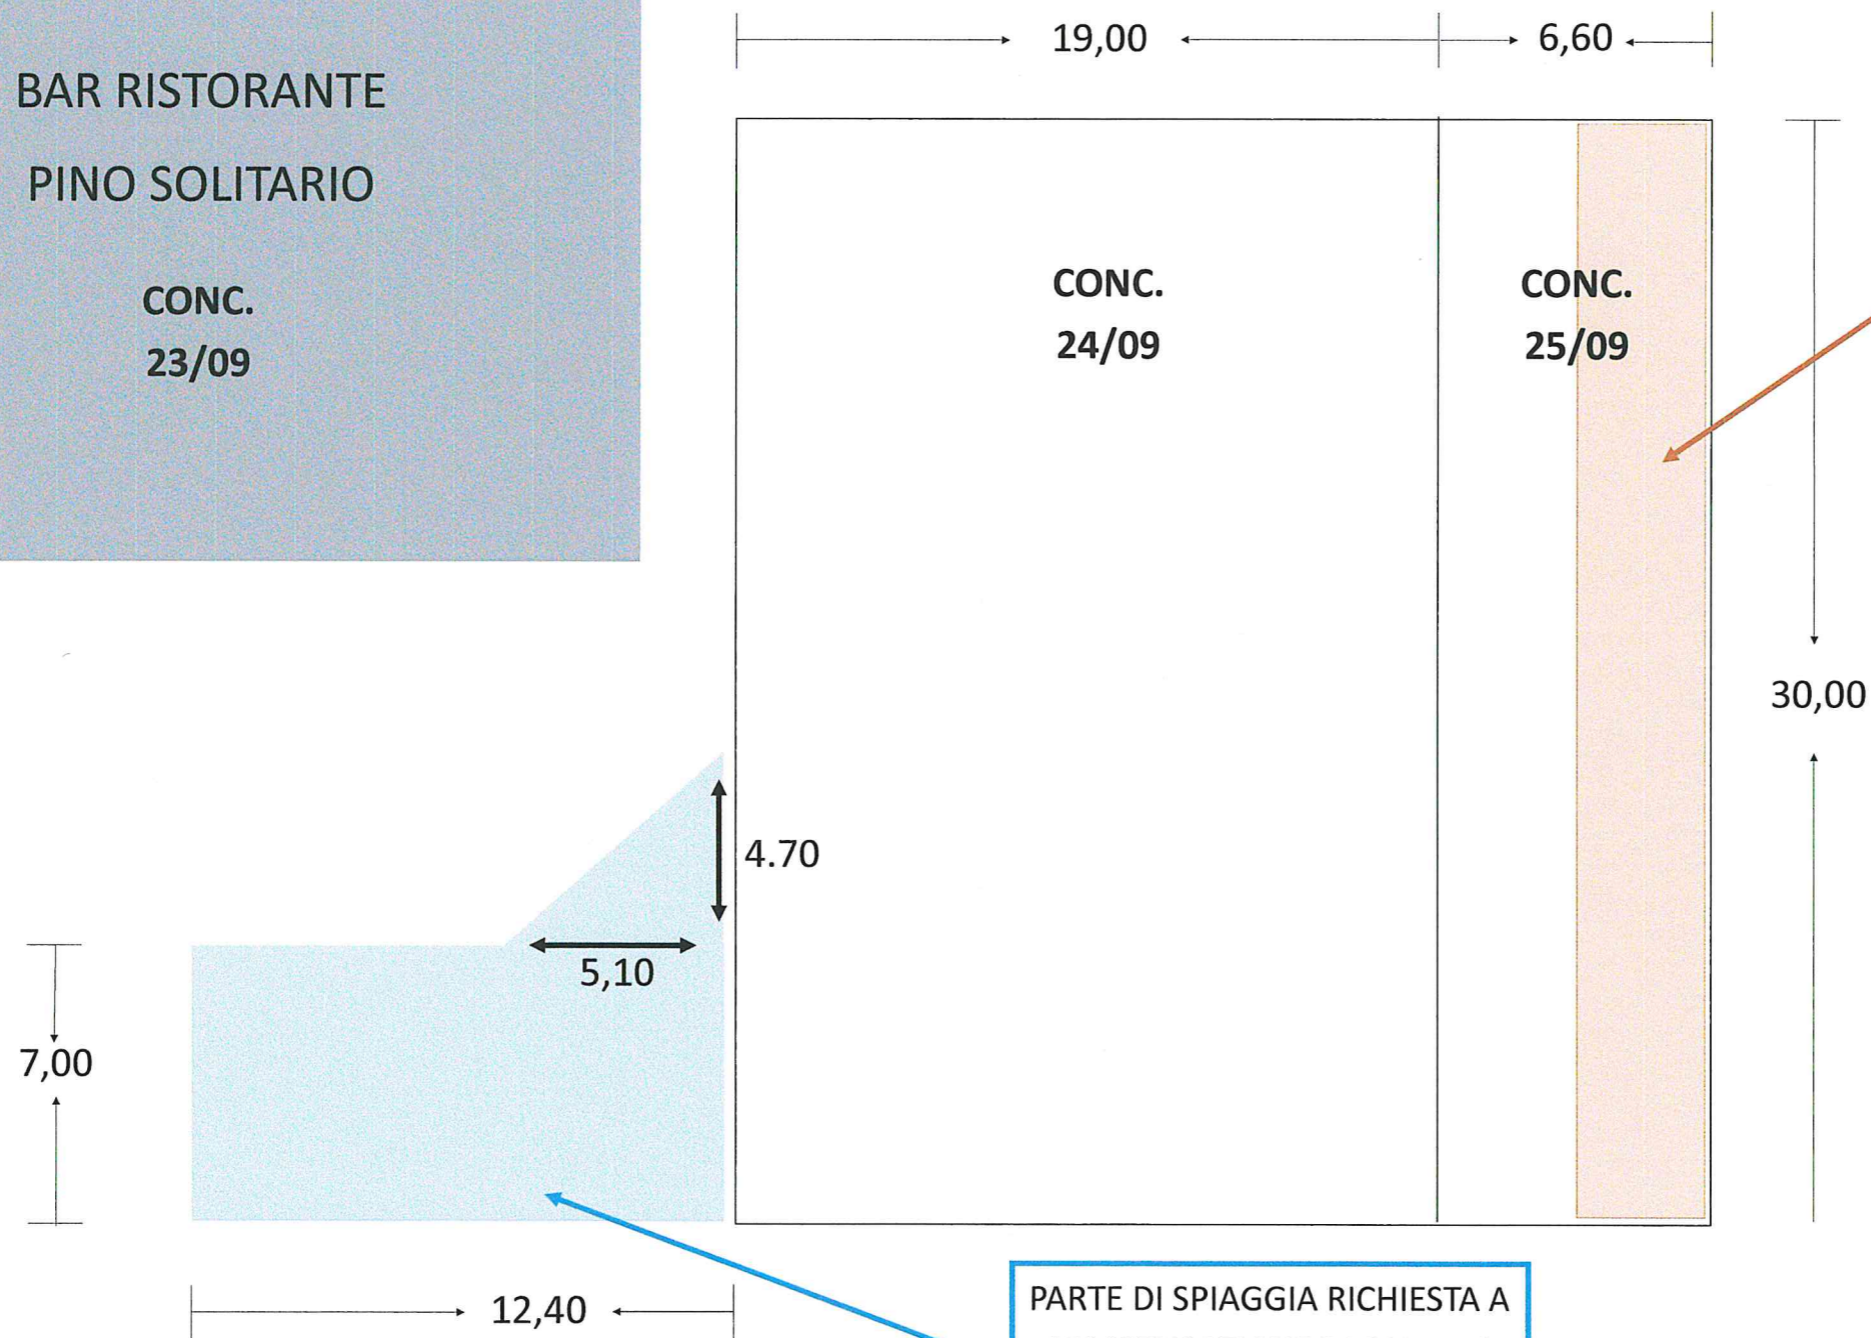 19,00
6,60
BAR RISTORANTE
PINO SOLITARIO
CONC.
23/09
CONC.
24/09
CONC.
25/09
30,00
4.70
5,10
7,00
12,40
PARTE DI SPIAGGIA RICHIESTA A